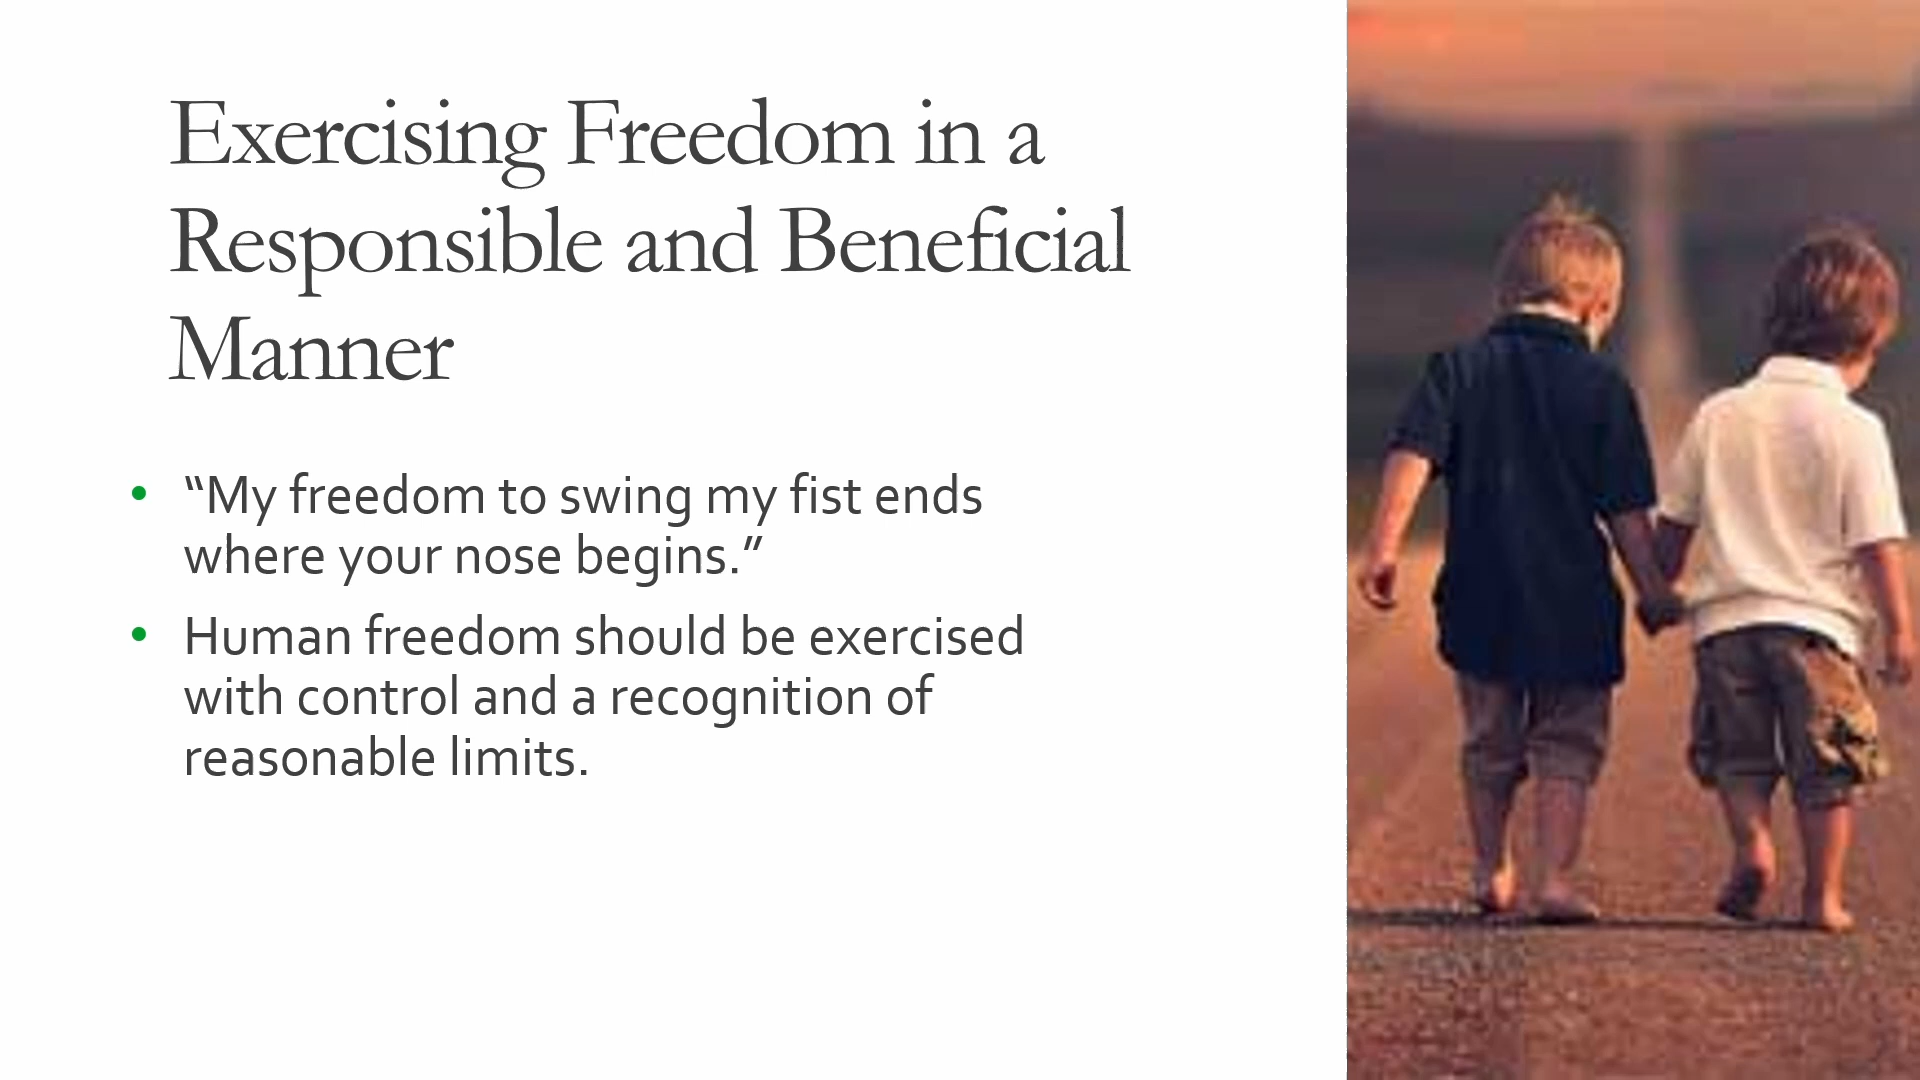 Exercising Freedom in a
Responsible and Beneficial
Manner
• “My freedom to swing my fist ends
where your nose begins.”
• Human freedom should be exercised
with control and a recognition of
reasonable limits.